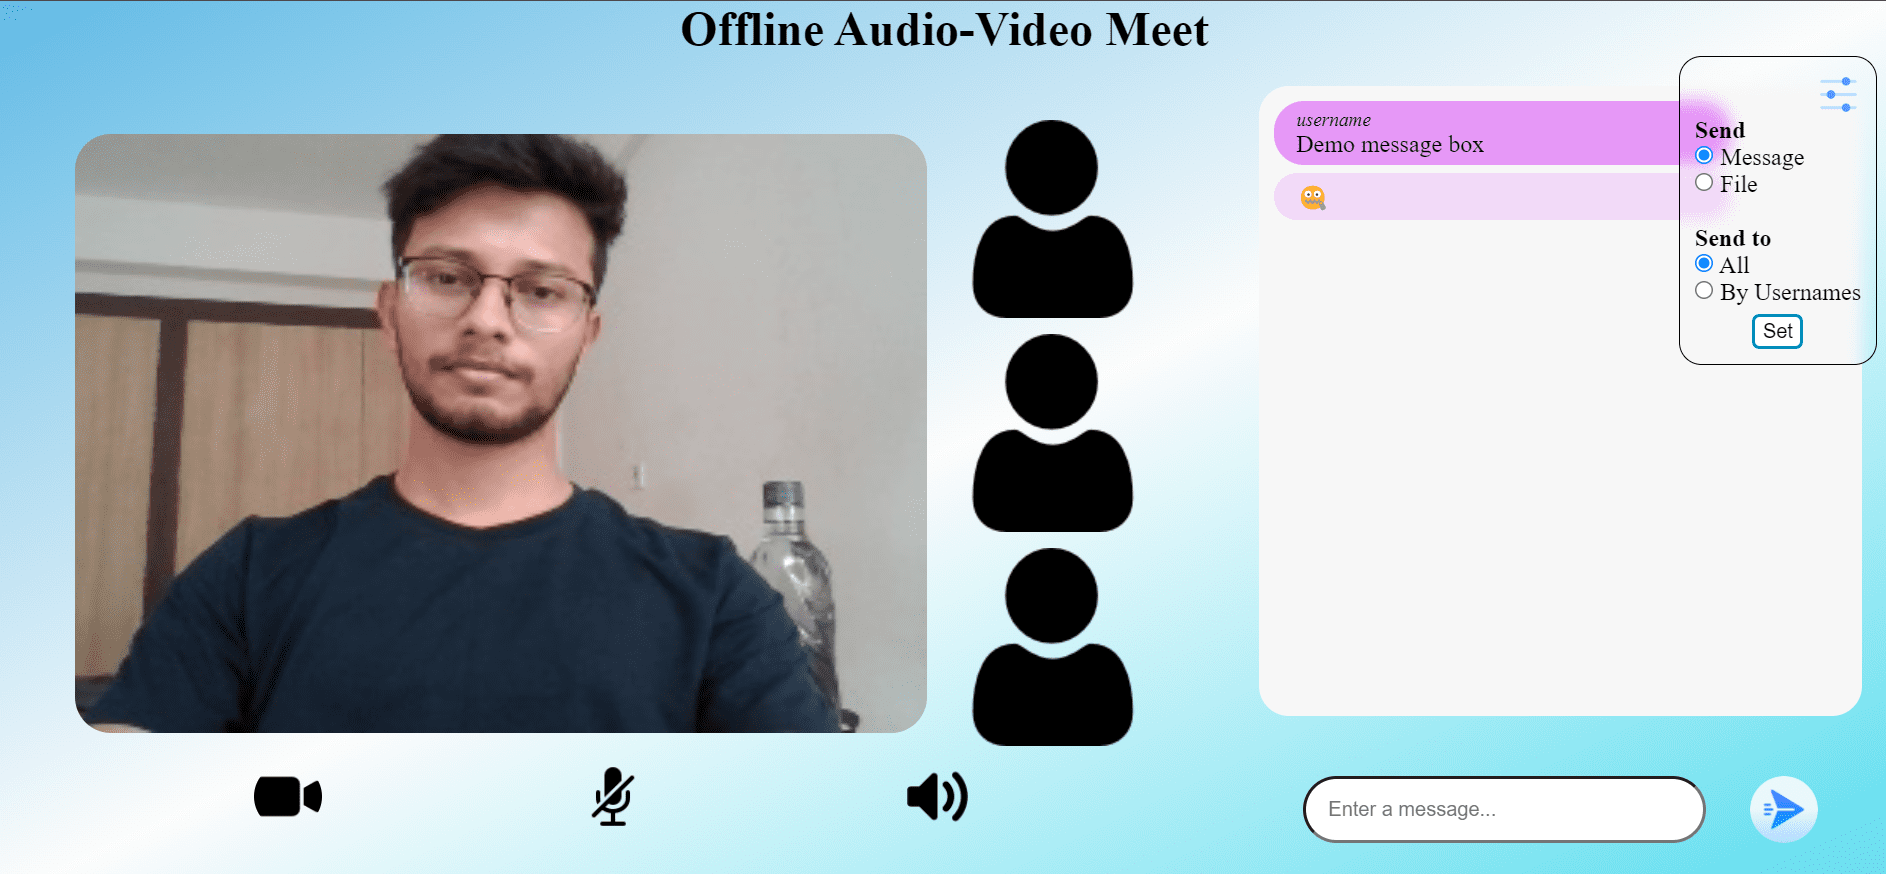 Offline Audio-Video Meet
username
Demo message box
Send
Message
File
Send to
All
By Usernames
Set
Enter a message...